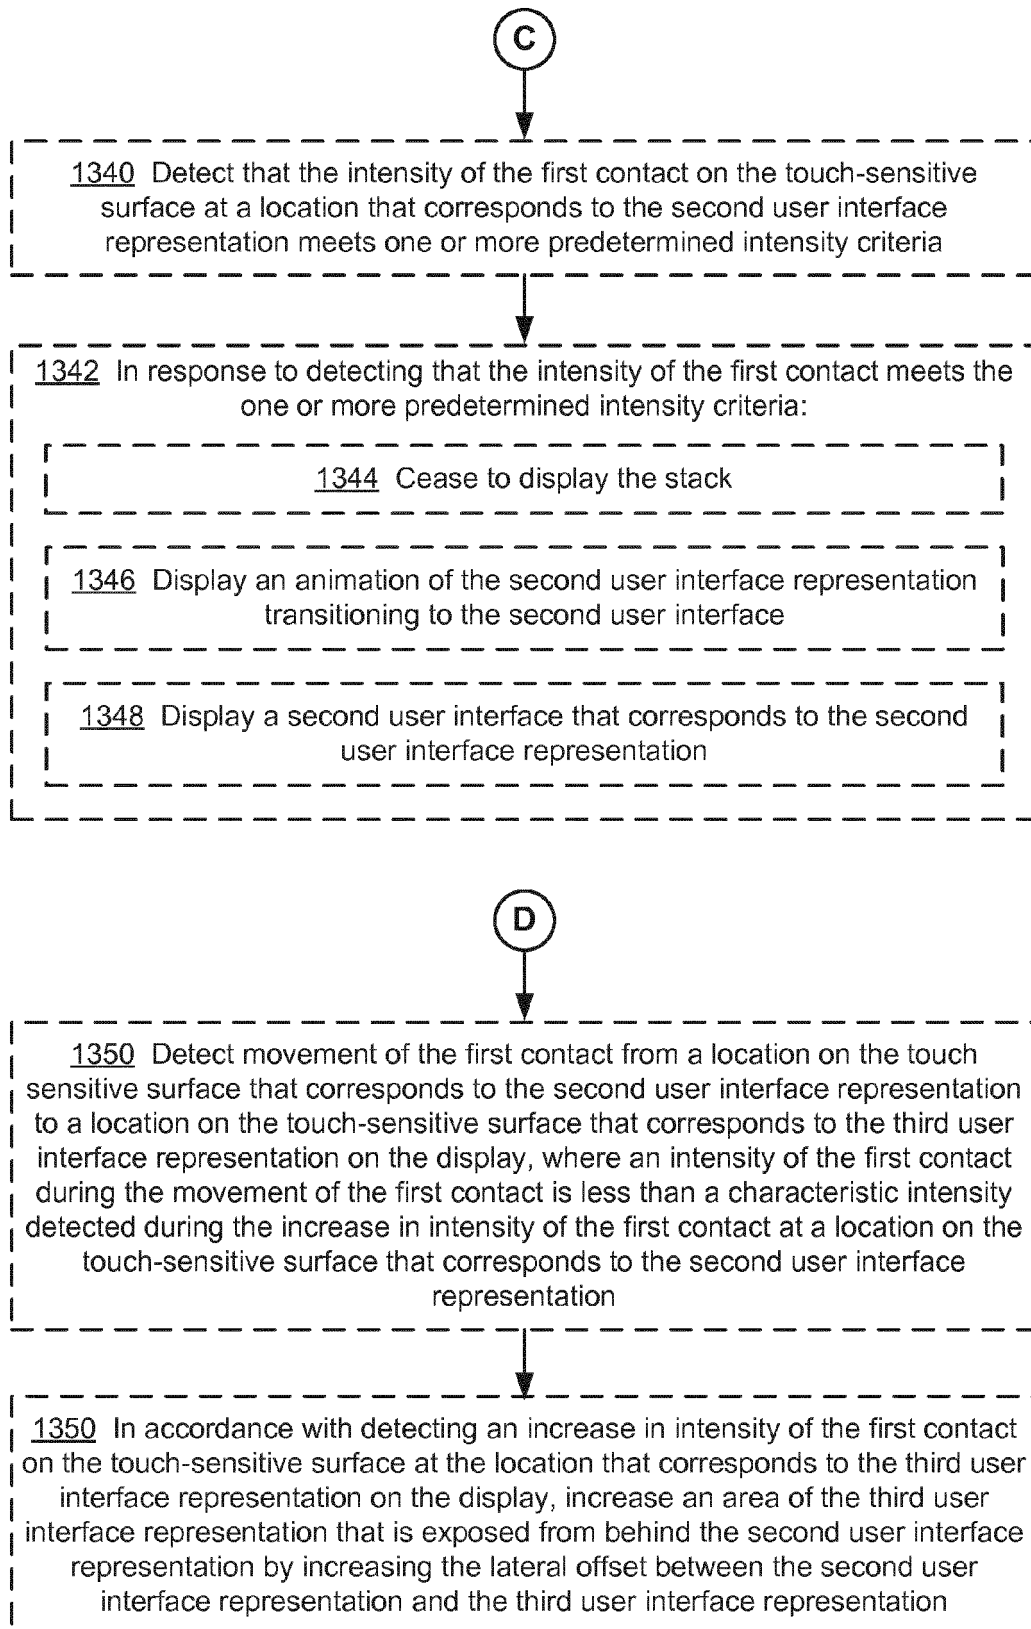 C
1340 Detect that the intensity of the first contact on the touch-sensitive
surface at a location that corresponds to the second user interface
representation meets one or more predetermined intensity criteria
1342 In response to detecting that the intensity of the first contact meets the
one or more predetermined intensity criteria:
1344 Cease to display the stack
1346 Display an animation of the second user interface representation
transitioning to the second user interface
1348 Display a second user interface that corresponds to the second
user interface representation
D
1350 Detect movement of the first contact from a location on the touch
sensitive surface that corresponds to the second user interface representation
to a location on the touch-sensitive surface that corresponds to the third user
interface representation on the display, where an intensity of the first contact
during the movement of the first contact is less than a characteristic intensity
detected during the increase in intensity of the first contact at a location on the
touch-sensitive surface that corresponds to the second user interface
representation
1350 In accordance with detecting an increase in intensity of the first contact
on the touch-sensitive surface at the location that corresponds to the third user
interface representation on the display, increase an area of the third user
interface representation that is exposed from behind the second user interface
representation by increasing the lateral offset between the second user
interface representation and the third user interface representation